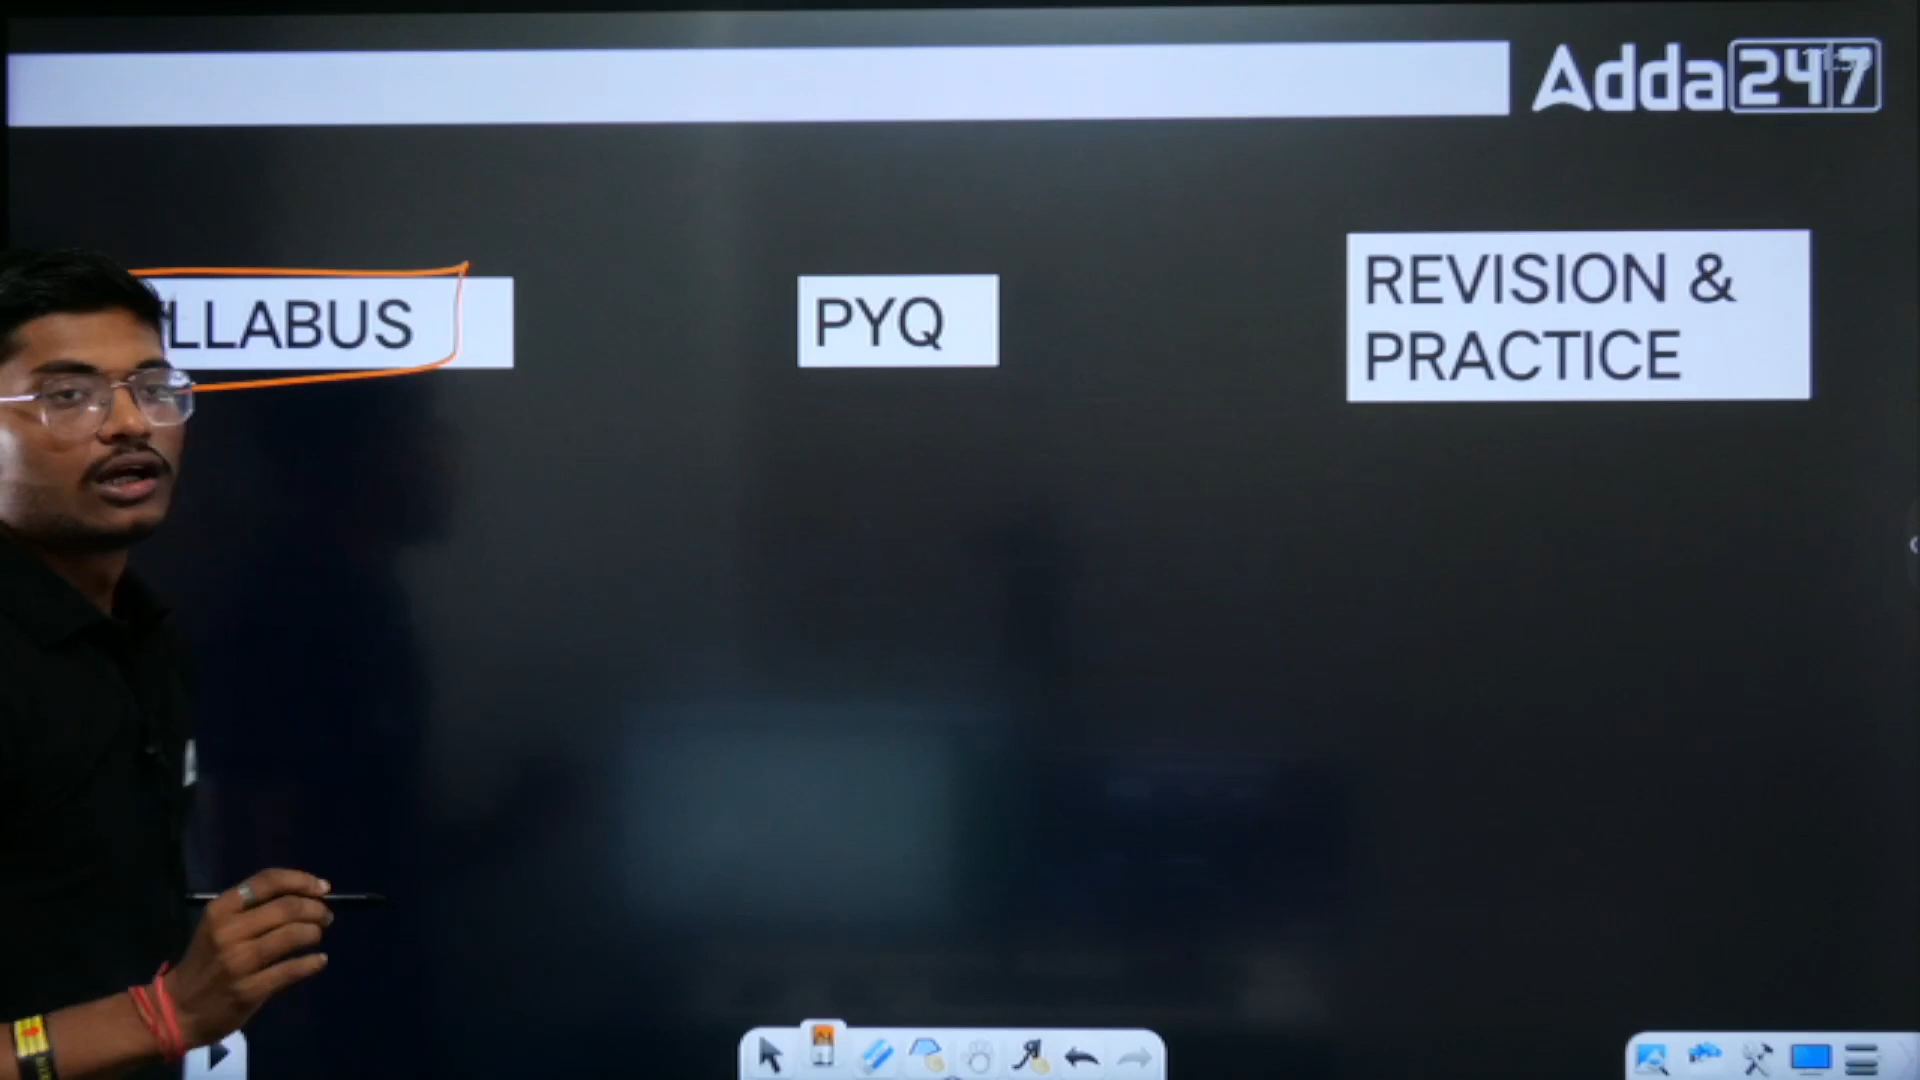 Adda247
LLABUS
PYQ
REVISION &
PRACTICE